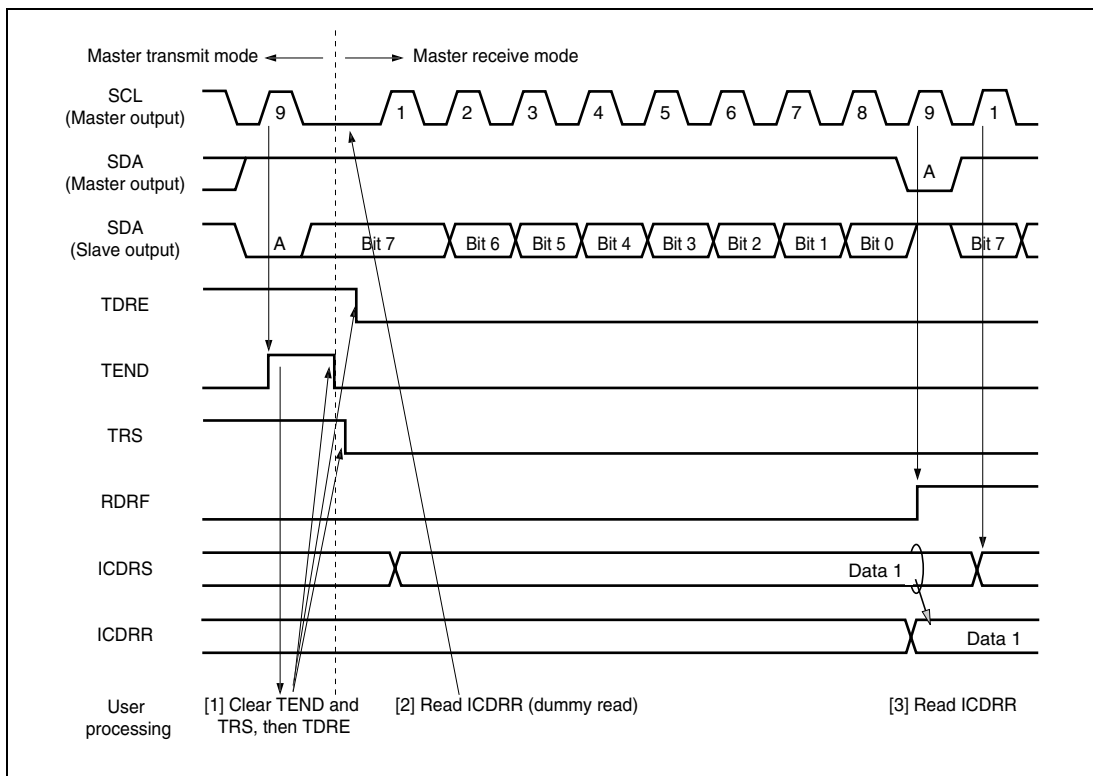 Master transmit mode
Master receive mode
SCL
(Master output)
9 1 2 3 4 5 6 7 8 9 1
SDA
(Master output)
A
SDA
(Slave output)
A Bit 7 Bit 6 Bit 5 Bit 4 Bit 3 Bit 2 Bit 1 Bit 0 Bit 7
TDRE
TEND
TRS
RDRF
ICDRS
Data 1
ICDRR
Data 1
User
processing
[1] Clear TEND and
TRS, then TDRE
[2] Read ICDRR (dummy read)
[3] Read ICDRR